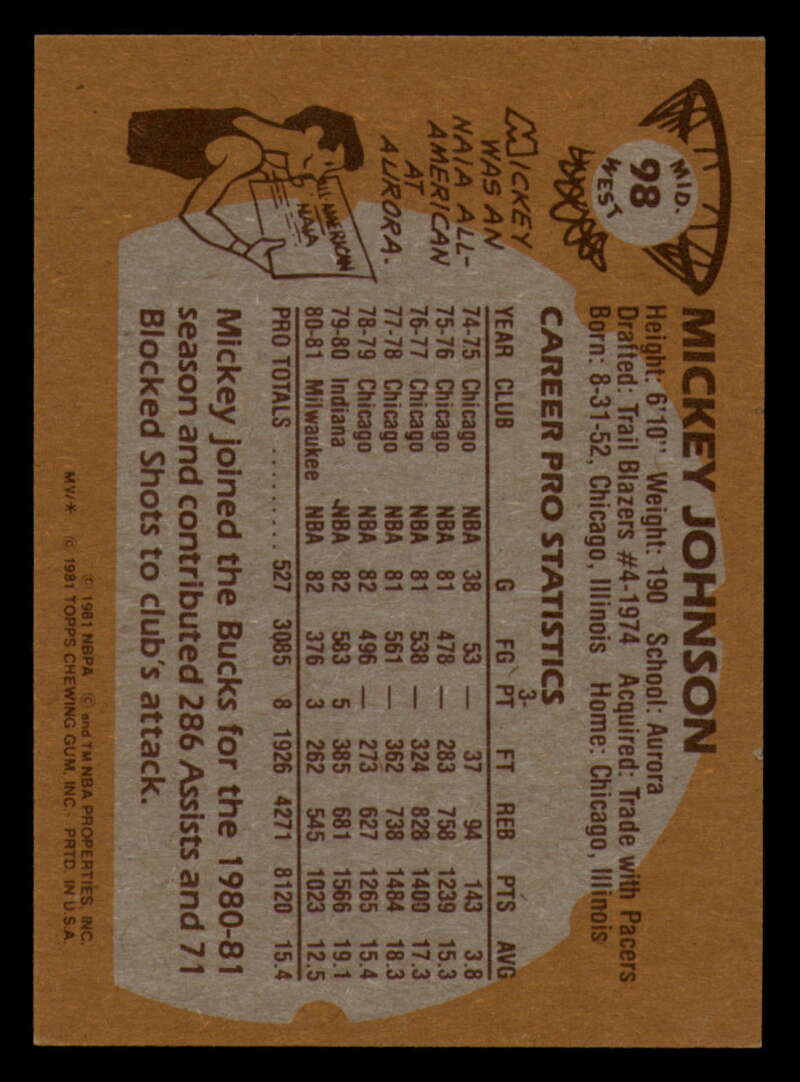 MID.
98
WEST
MICKEY JOHNSON
Height: 6'10" Weight: 190 School: Aurora
Drafted: Trail Blazers #4-1974 Acquired: Trade with Pacers
Born: 8-31-52, Chicago, Illinois Home: Chicago, Illinois
MICKEY
WAS AN
NAIA ALL-
AMERICAN
AT
AURORA.
ALL AMERICAN
NAIA
CAREER PRO STATISTICS
3-
YEAR CLUB G FG PT FT REB PTS AVG
74-75 Chicago NBA 38 53 — 37 94 143 3.8
75-76 Chicago NBA 81 478 — 283 758 1239 15.3
76-77 Chicago NBA 81 538 — 324 828 1400 17.3
77-78 Chicago NBA 81 561 — 362 738 1484 18.3
78-79 Chicago NBA 82 496 — 273 627 1265 15.4
79-80 Indiana NBA 82 583 5 385 681 1566 19.1
80-81 Milwaukee NBA 82 376 3 262 545 1023 12.5
PRO TOTALS .......... 527 3085 8 1926 4271 8120 15.4
Mickey joined the Bucks for the 1980-81
season and contributed 286 Assists and 71
Blocked Shots to club's attack.
© 1981 NBPA © and TM NBA PROPERTIES, INC.
MV/* © 1981 TOPPS CHEWING GUM, INC. PRTD. IN U.S.A.